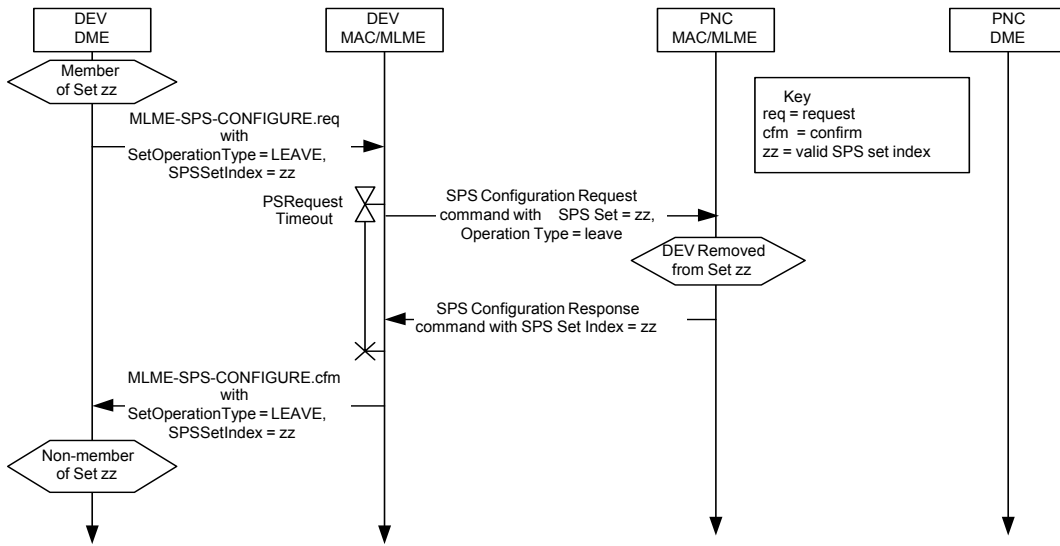 DEV
DME
DEV
MAC/MLME
PNC
MAC/MLME
PNC
DME
Member
of Set zz
Key
req = request
cfm = confirm
zz = valid SPS set index
MLME-SPS-CONFIGURE.req
with
SetOperationType = LEAVE,
SPSSetIndex = zz
PSRequest
Timeout
SPS Configuration Request
command with SPS Set = zz,
Operation Type = leave
DEV Removed
from Set zz
SPS Configuration Response
command with SPS Set Index = zz
MLME-SPS-CONFIGURE.cfm
with
SetOperationType = LEAVE,
SPSSetIndex = zz
Non-member
of Set zz